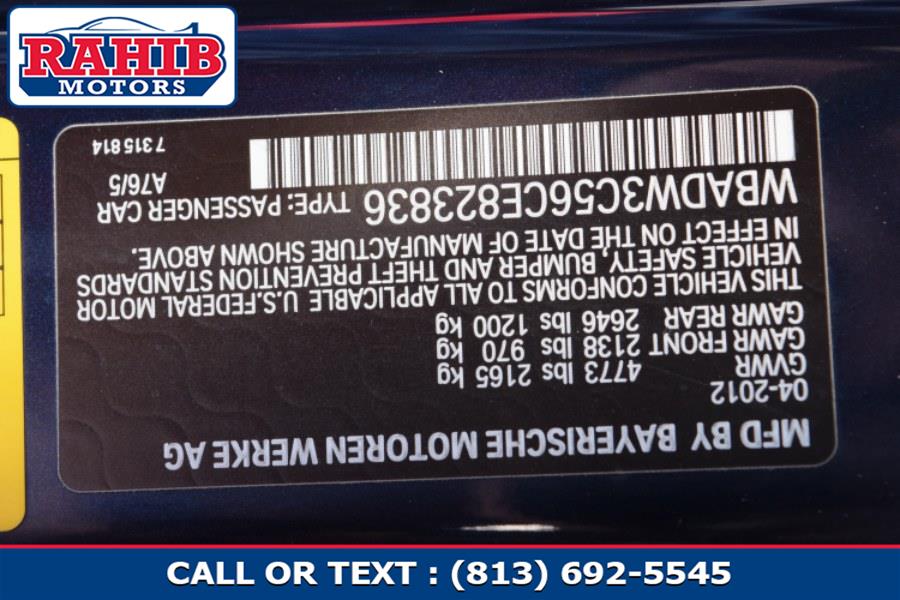 RAHIB
MOTORS
MFD BY BAYERISCHE MOTOREN WERKE AG
04-2012
GVWR 4773 lbs 2165 kg
GAWR FRONT 2138 lbs 970 kg
GAWR REAR 2646 lbs 1200 kg
THIS VEHICLE CONFORMS TO ALL APPLICABLE U.S.FEDERAL MOTOR
VEHICLE SAFETY, BUMPER AND THEFT PREVENTION STANDARDS
IN EFFECT ON THE DATE OF MANUFACTURE SHOWN ABOVE.
WBADW3C56CE823836 TYPE: PASSENGER CAR
A76/5
7 315 814
CALL OR TEXT : (813) 692-5545